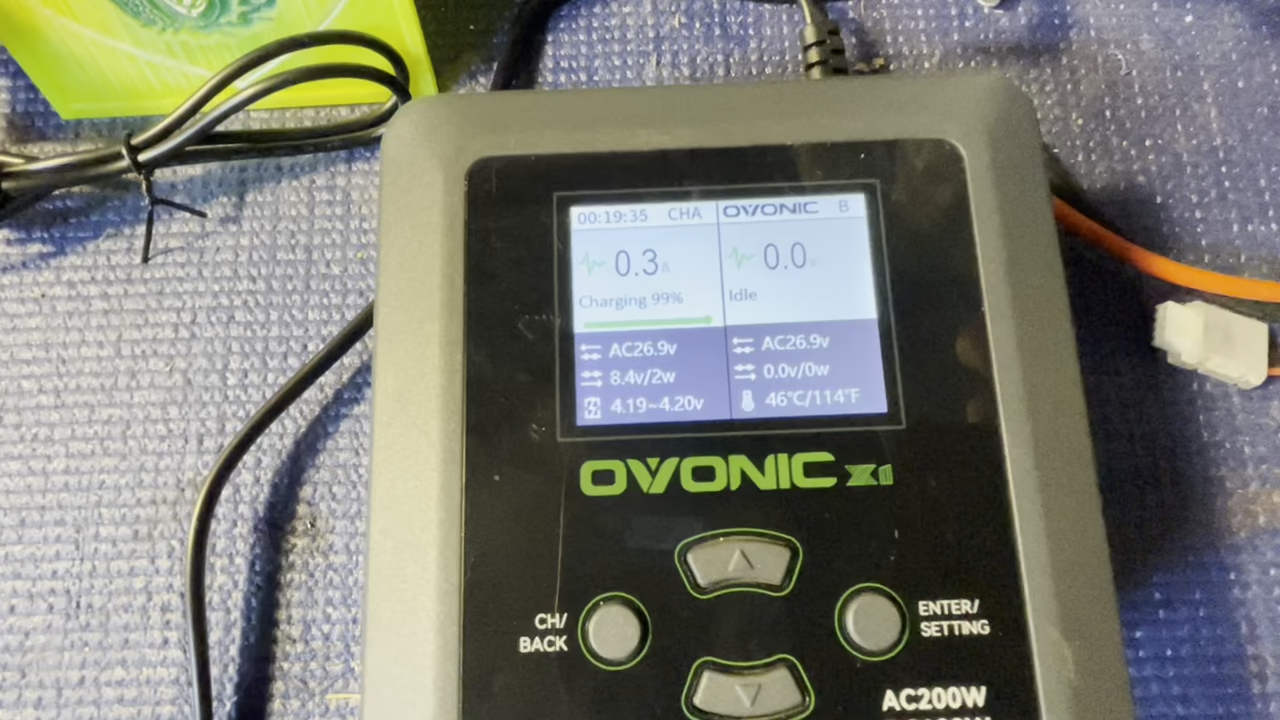 00:19:35 CHA OVONIC B
0.3A 0.0
Charging 99% Idle
AC26.9v AC26.9v
8.4v/2w 0.0v/0w
4.19~4.20v 46°C/114°F
OVONIC X1
CH/
BACK
ENTER/
SETTING
AC200W